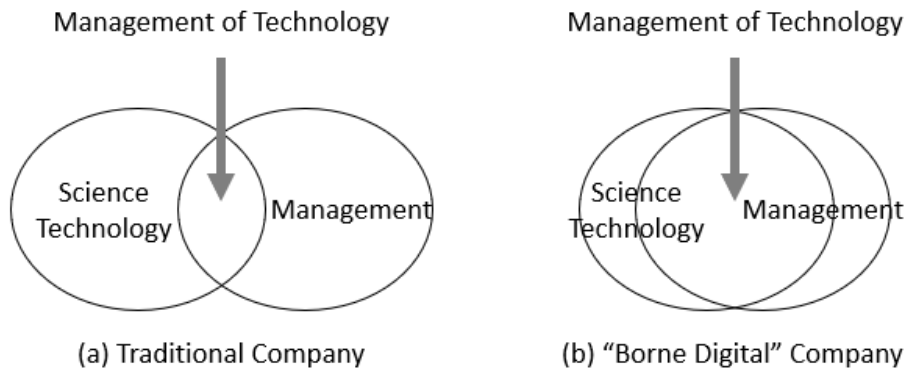 Management of Technology
Science
Technology
Management
(a) Traditional Company
Management of Technology
Science
Technology
Management
(b) “Borne Digital” Company